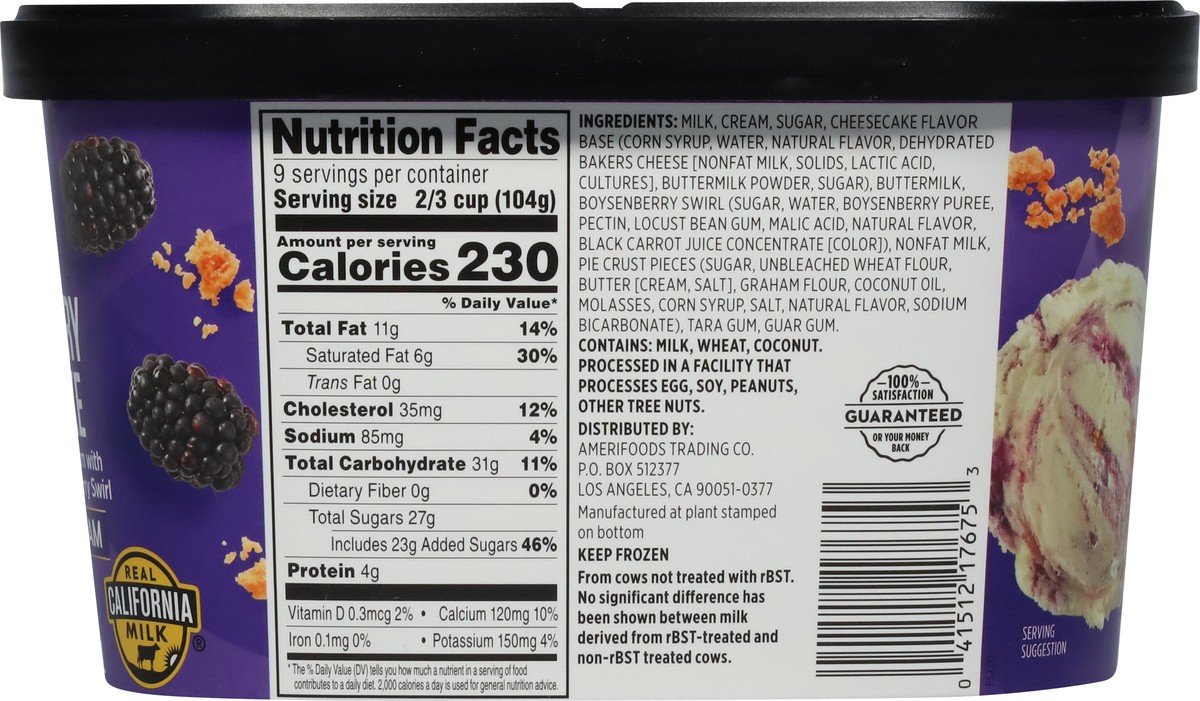 RY
E
with
ry Swirl
AM
REAL
CALIFORNIA
MILK
®
Nutrition Facts
9 servings per container
Serving size 2/3 cup (104g)
Amount per serving
Calories 230
% Daily Value*
Total Fat 11g 14%
Saturated Fat 6g 30%
Trans Fat 0g
Cholesterol 35mg 12%
Sodium 85mg 4%
Total Carbohydrate 31g 11%
Dietary Fiber 0g 0%
Total Sugars 27g
Includes 23g Added Sugars 46%
Protein 4g
Vitamin D 0.3mcg 2% • Calcium 120mg 10%
Iron 0.1mg 0% • Potassium 150mg 4%
*The % Daily Value (DV) tells you how much a nutrient in a serving of food
contributes to a daily diet. 2,000 calories a day is used for general nutrition advice.
INGREDIENTS: MILK, CREAM, SUGAR, CHEESECAKE FLAVOR
BASE (CORN SYRUP, WATER, NATURAL FLAVOR, DEHYDRATED
BAKERS CHEESE [NONFAT MILK, SOLIDS, LACTIC ACID,
CULTURES], BUTTERMILK POWDER, SUGAR), BUTTERMILK,
BOYSENBERRY SWIRL (SUGAR, WATER, BOYSENBERRY PUREE,
PECTIN, LOCUST BEAN GUM, MALIC ACID, NATURAL FLAVOR,
BLACK CARROT JUICE CONCENTRATE [COLOR]), NONFAT MILK,
PIE CRUST PIECES (SUGAR, UNBLEACHED WHEAT FLOUR,
BUTTER [CREAM, SALT], GRAHAM FLOUR, COCONUT OIL,
MOLASSES, CORN SYRUP, SALT, NATURAL FLAVOR, SODIUM
BICARBONATE), TARA GUM, GUAR GUM.
CONTAINS: MILK, WHEAT, COCONUT.
PROCESSED IN A FACILITY THAT
PROCESSES EGG, SOY, PEANUTS,
OTHER TREE NUTS.
DISTRIBUTED BY:
AMERIFOODS TRADING CO.
P.O. BOX 512377
LOS ANGELES, CA 90051-0377
Manufactured at plant stamped
on bottom
KEEP FROZEN
From cows not treated with rBST.
No significant difference has
been shown between milk
derived from rBST-treated and
non-rBST treated cows.
100%
SATISFACTION
GUARANTEED
OR YOUR MONEY
BACK
0 41512 17675 3
SERVING
SUGGESTION